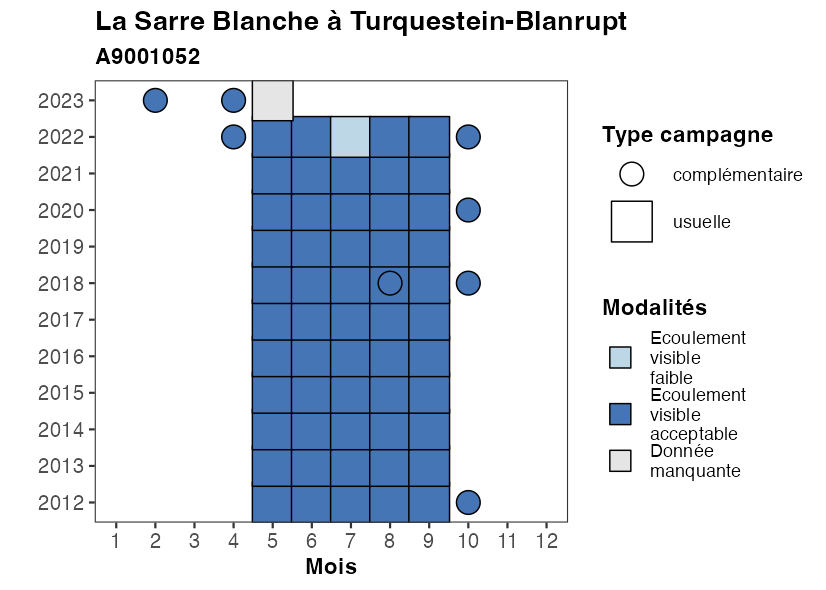 La Sarre Blanche à Turquestein-Blanrupt
A9001052
2023
2022
2021
2020
2019
2018
2017
2016
2015
2014
2013
2012
1 2 3 4 5 6 7 8 9 10 11 12
Mois
Type campagne
complémentaire
usuelle
Modalités
Ecoulement
visible
faible
Ecoulement
visible
acceptable
Donnée
manquante